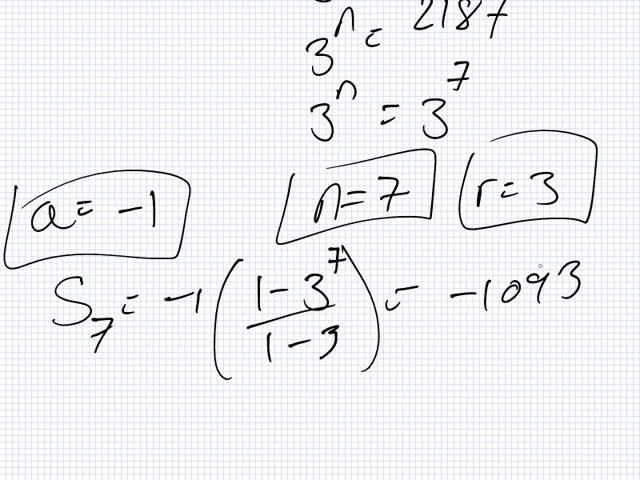 3^n = 2187
3^n = 3^7
a = -1 n = 7 r = 3
S_7 = -1 ( (1 - 3^7) / (1 - 3) ) = -1093